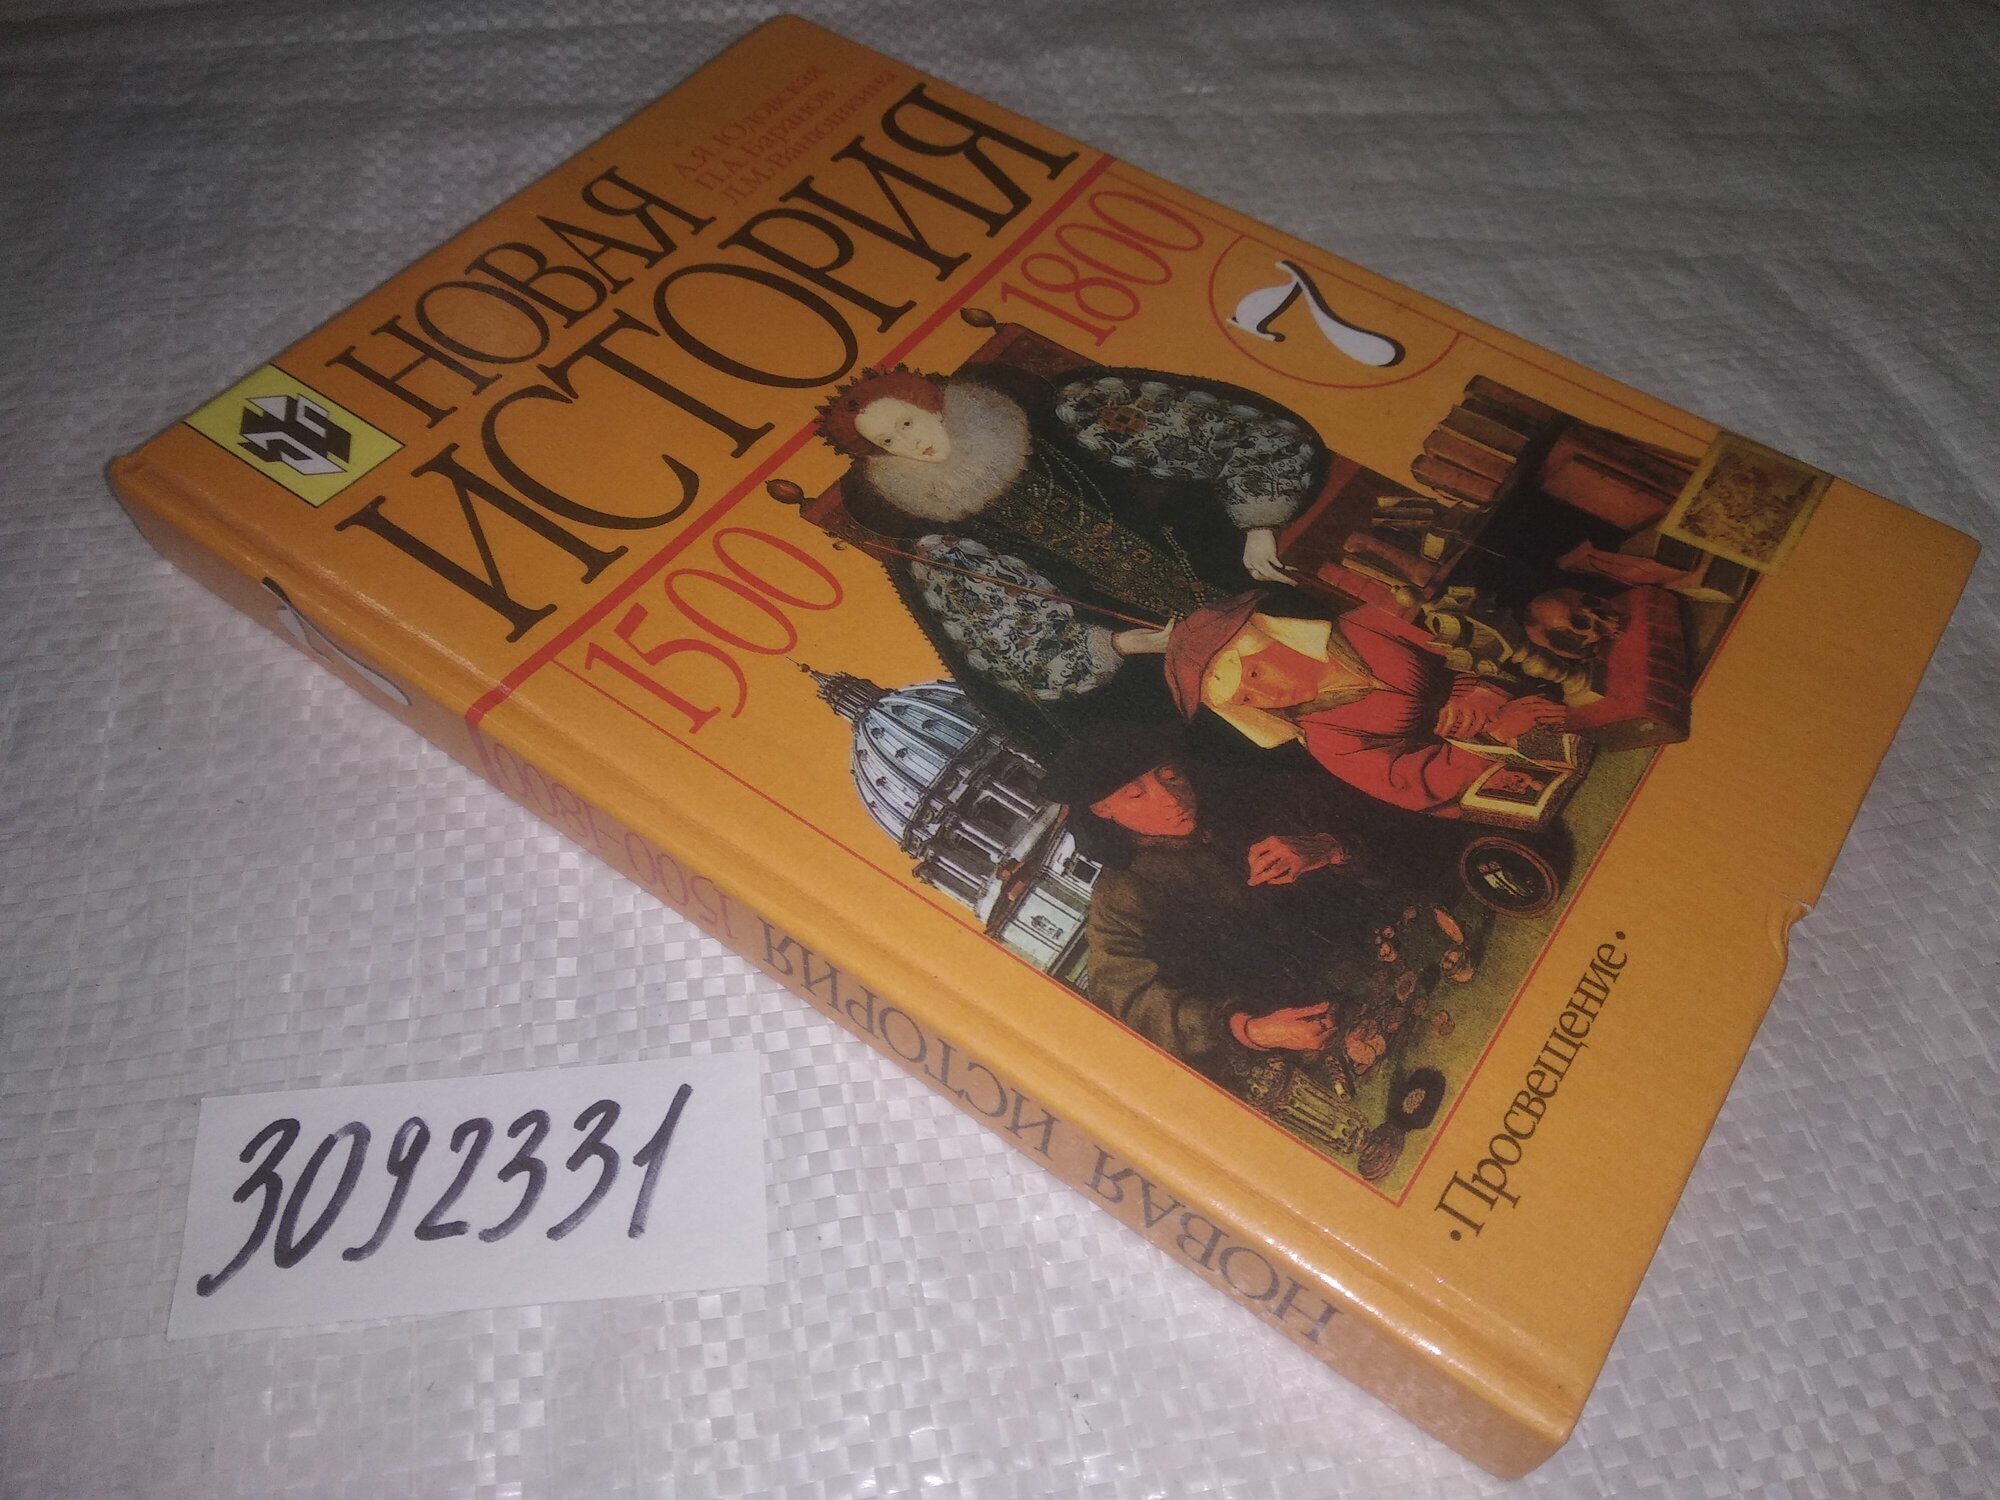 А.Я. Юдовская
П.А. Баранов
Л.М. Ванюшкина
НОВАЯ
ИСТОРИЯ
1500
1800
7
·Просвещение·
НОВАЯ ИСТОРИЯ 1500–1800
7
3092331